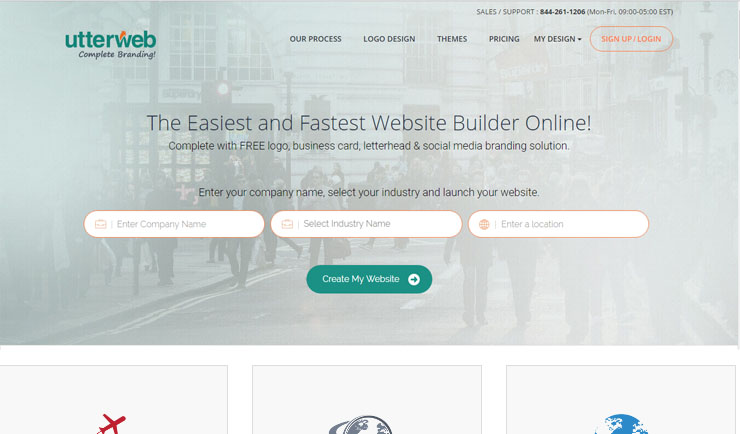 SALES / SUPPORT : 844-261-1206 (Mon-Fri, 09:00-05:00 EST)
utterweb
Complete Branding!
OUR PROCESS LOGO DESIGN THEMES PRICING MY DESIGN SIGN UP / LOGIN
superdry
The Easiest and Fastest Website Builder Online!
Complete with FREE logo, business card, letterhead & social media branding solution.
Enter your company name, select your industry and launch your website.
Enter Company Name Select Industry Name Enter a location
Create My Website